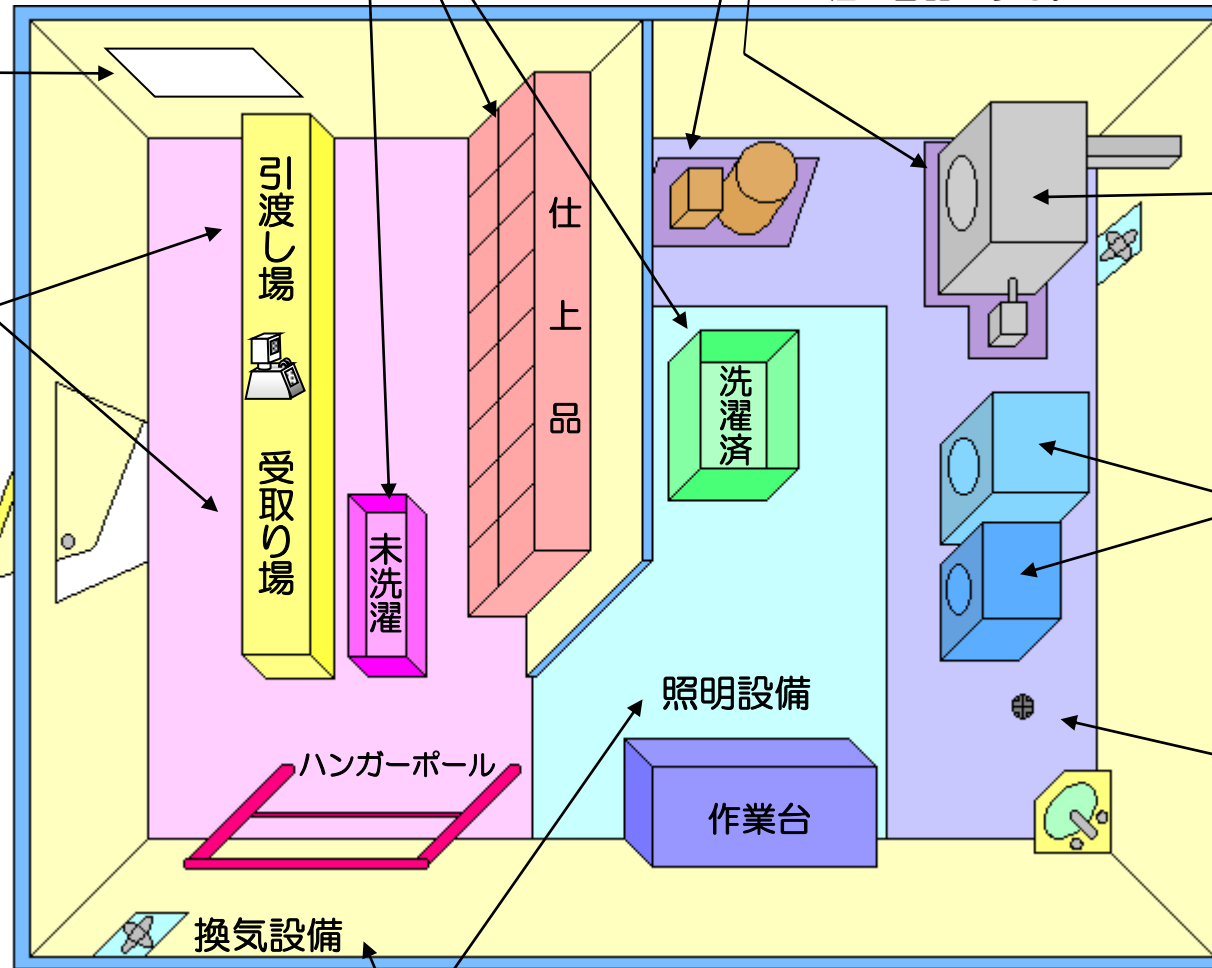 引渡し場
受取り場
仕上品
洗濯済
未洗濯
照明設備
ハンガーポール
作業台
換気設備